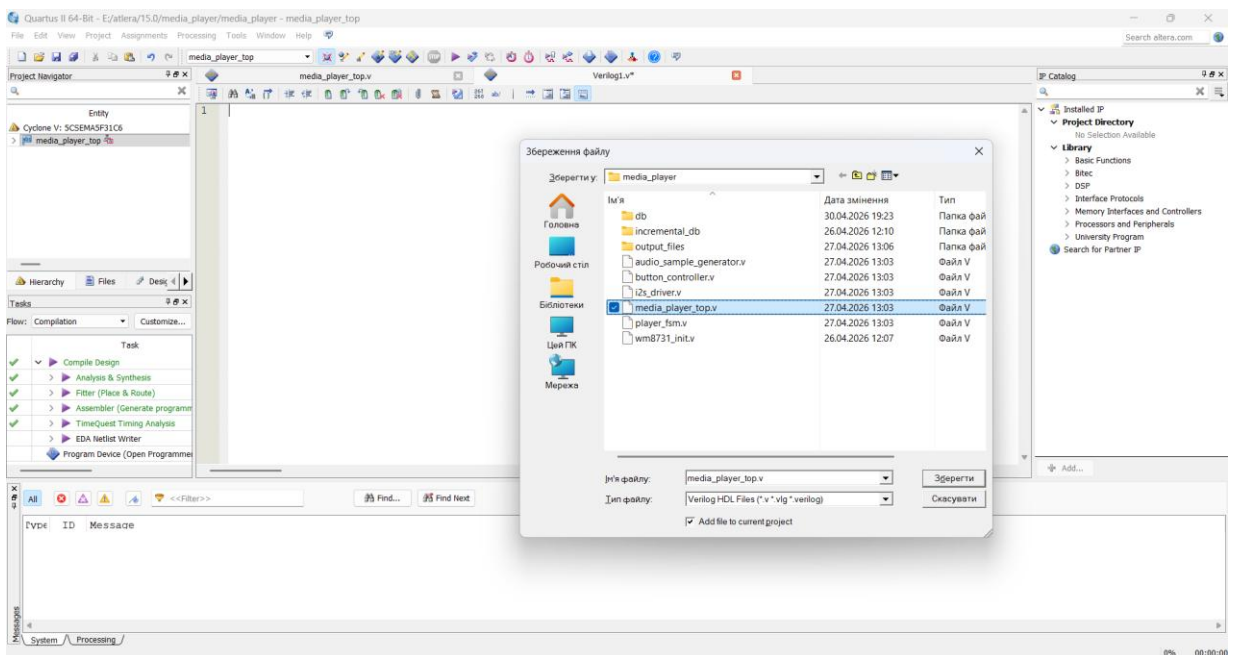 Quartus II 64-Bit - E:/atlera/15.0/media_player/media_player - media_player_top
File Edit View Project Assignments Processing Tools Window Help
Search altera.com
media_player_top
Project Navigator
media_player_top.v
Verilog1.v*
IP Catalog
Entity
Cyclone V: 5CSEMA5F31C6
media_player_top
1
Installed IP
Project Directory
No Selection Available
Library
Basic Functions
Bitec
DSP
Interface Protocols
Memory Interfaces and Controllers
Processors and Peripherals
University Program
Search for Partner IP
Add...
Hierarchy Files
Tasks
Flow: Compilation Customize...
Task
Compile Design
Analysis & Synthesis
Fitter (Place & Route)
Assembler (Generate programm
TimeQuest Timing Analysis
EDA Netlist Writer
Program Device (Open Programmer
Збереження файлу
Зберегти у: media_player
Головна
Робочий стіл
Бібліотеки
Цей ПК
Мережа
Ім'я Дата змінення Тип
db 30.04.2026 19:23 Папка фай
incremental_db 26.04.2026 12:10 Папка фай
output_files 27.04.2026 13:06 Папка фай
audio_sample_generator.v 27.04.2026 13:03 Файл V
button_controller.v 27.04.2026 13:03 Файл V
i2s_driver.v 27.04.2026 13:03 Файл V
media_player_top.v 27.04.2026 13:03 Файл V
player_fsm.v 27.04.2026 13:03 Файл V
wm8731_init.v 26.04.2026 12:07 Файл V
Ім'я файлу: media_player_top.v Зберегти
Тип файлу: Verilog HDL Files (*.v *.vlg *.verilog) Скасувати
Add file to current project
All <<Filter>> Find... Find Next
Type ID Message
Messages
System Processing
0% 00:00:00